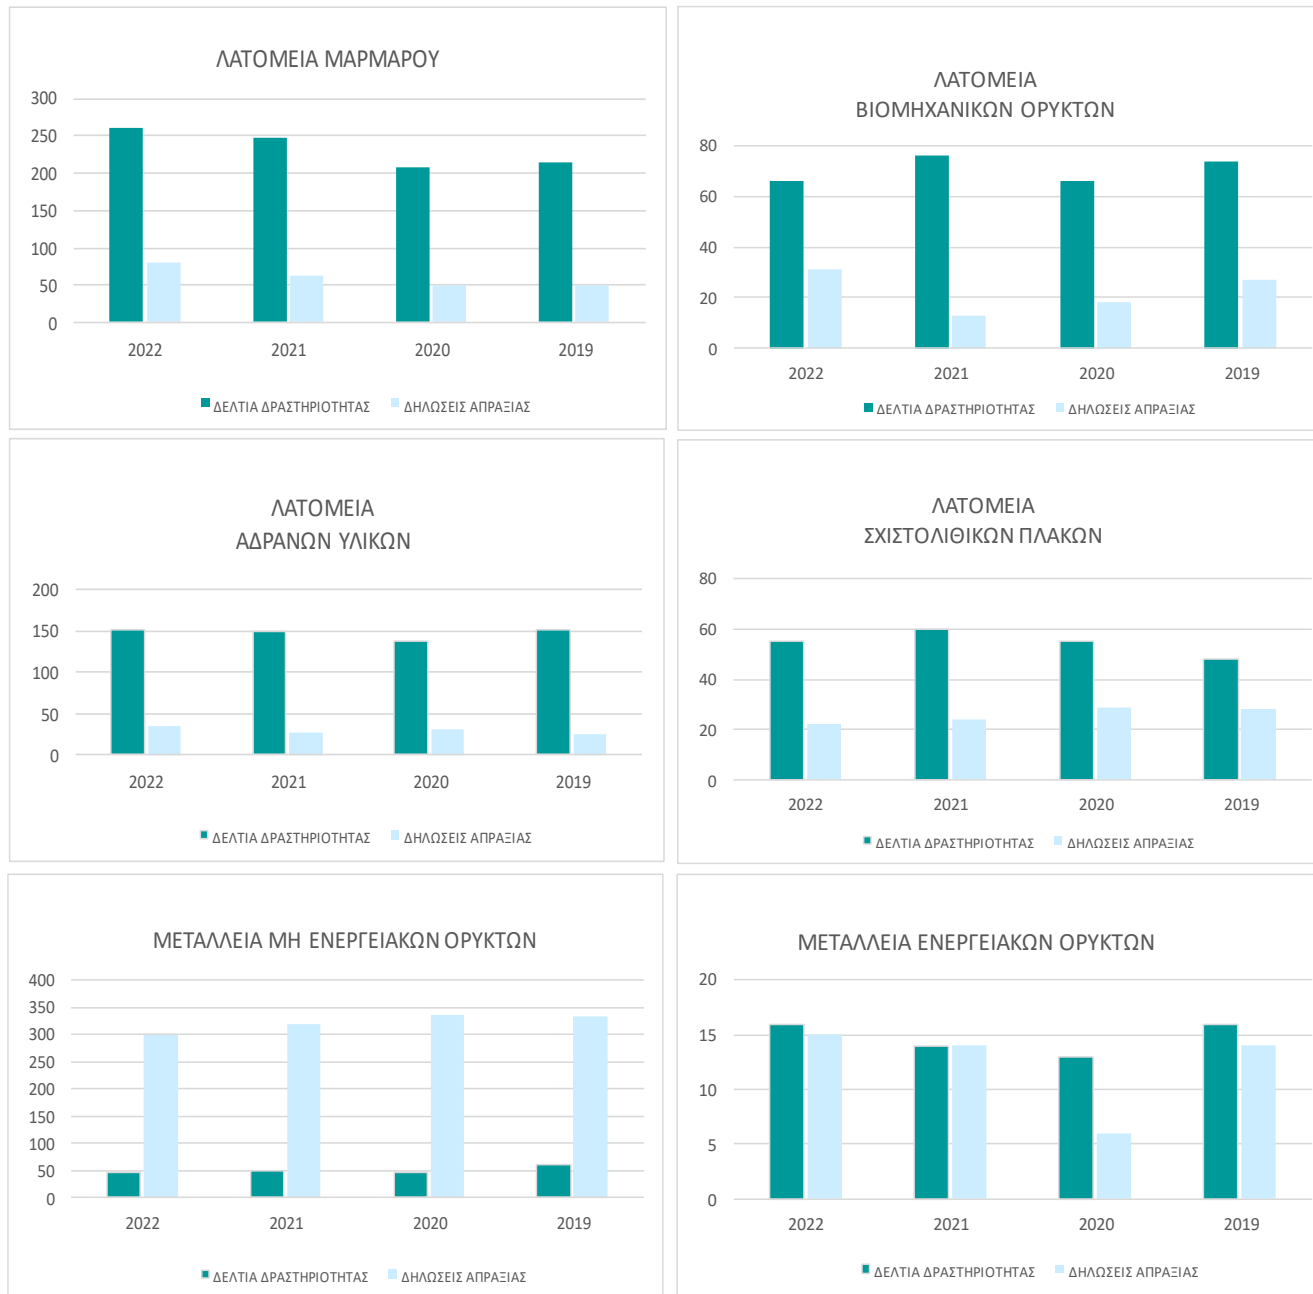 ΛΑΤΟΜΕΙΑ ΜΑΡΜΑΡΟΥ
300
250
200
150
100
50
0
2022 2021 2020 2019
ΔΕΛΤΙΑ ΔΡΑΣΤΗΡΙΟΤΗΤΑΣ ΔΗΛΩΣΕΙΣ ΑΠΡΑΞΙΑΣ
ΛΑΤΟΜΕΙΑ
ΒΙΟΜΗΧΑΝΙΚΩΝ ΟΡΥΚΤΩΝ
80
60
40
20
0
2022 2021 2020 2019
ΔΕΛΤΙΑ ΔΡΑΣΤΗΡΙΟΤΗΤΑΣ ΔΗΛΩΣΕΙΣ ΑΠΡΑΞΙΑΣ
ΛΑΤΟΜΕΙΑ
ΑΔΡΑΝΩΝ ΥΛΙΚΩΝ
200
150
100
50
0
2022 2021 2020 2019
ΔΕΛΤΙΑ ΔΡΑΣΤΗΡΙΟΤΗΤΑΣ ΔΗΛΩΣΕΙΣ ΑΠΡΑΞΙΑΣ
ΛΑΤΟΜΕΙΑ
ΣΧΙΣΤΟΛΙΘΙΚΩΝ ΠΛΑΚΩΝ
80
60
40
20
0
2022 2021 2020 2019
ΔΕΛΤΙΑ ΔΡΑΣΤΗΡΙΟΤΗΤΑΣ ΔΗΛΩΣΕΙΣ ΑΠΡΑΞΙΑΣ
ΜΕΤΑΛΛΕΙΑ ΜΗ ΕΝΕΡΓΕΙΑΚΩΝ ΟΡΥΚΤΩΝ
400
350
300
250
200
150
100
50
0
2022 2021 2020 2019
ΔΕΛΤΙΑ ΔΡΑΣΤΗΡΙΟΤΗΤΑΣ ΔΗΛΩΣΕΙΣ ΑΠΡΑΞΙΑΣ
ΜΕΤΑΛΛΕΙΑ ΕΝΕΡΓΕΙΑΚΩΝ ΟΡΥΚΤΩΝ
20
15
10
5
0
2022 2021 2020 2019
ΔΕΛΤΙΑ ΔΡΑΣΤΗΡΙΟΤΗΤΑΣ ΔΗΛΩΣΕΙΣ ΑΠΡΑΞΙΑΣ